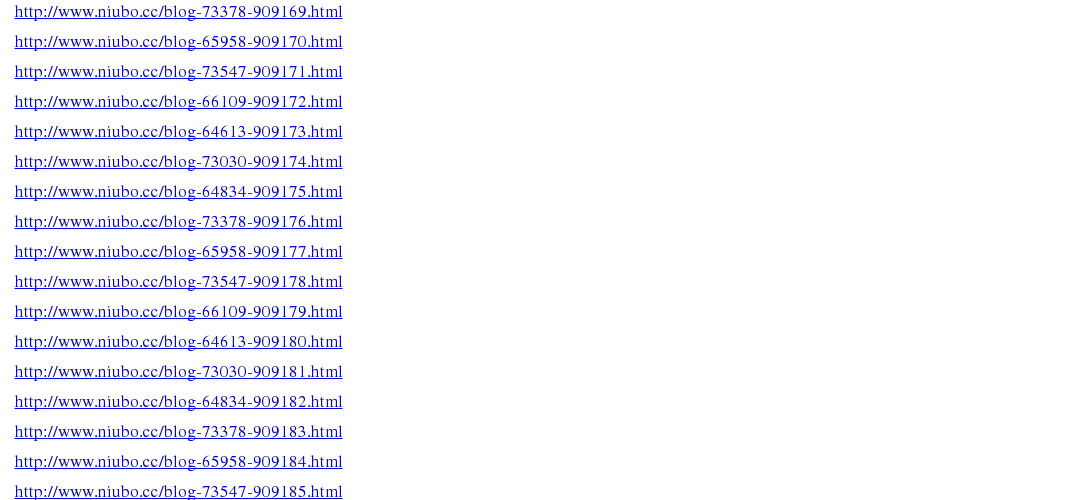 http://www.niubo.cc/blog-73378-909169.html
http://www.niubo.cc/blog-65958-909170.html
http://www.niubo.cc/blog-73547-909171.html
http://www.niubo.cc/blog-66109-909172.html
http://www.niubo.cc/blog-64613-909173.html
http://www.niubo.cc/blog-73030-909174.html
http://www.niubo.cc/blog-64834-909175.html
http://www.niubo.cc/blog-73378-909176.html
http://www.niubo.cc/blog-65958-909177.html
http://www.niubo.cc/blog-73547-909178.html
http://www.niubo.cc/blog-66109-909179.html
http://www.niubo.cc/blog-64613-909180.html
http://www.niubo.cc/blog-73030-909181.html
http://www.niubo.cc/blog-64834-909182.html
http://www.niubo.cc/blog-73378-909183.html
http://www.niubo.cc/blog-65958-909184.html
http://www.niubo.cc/blog-73547-909185.html